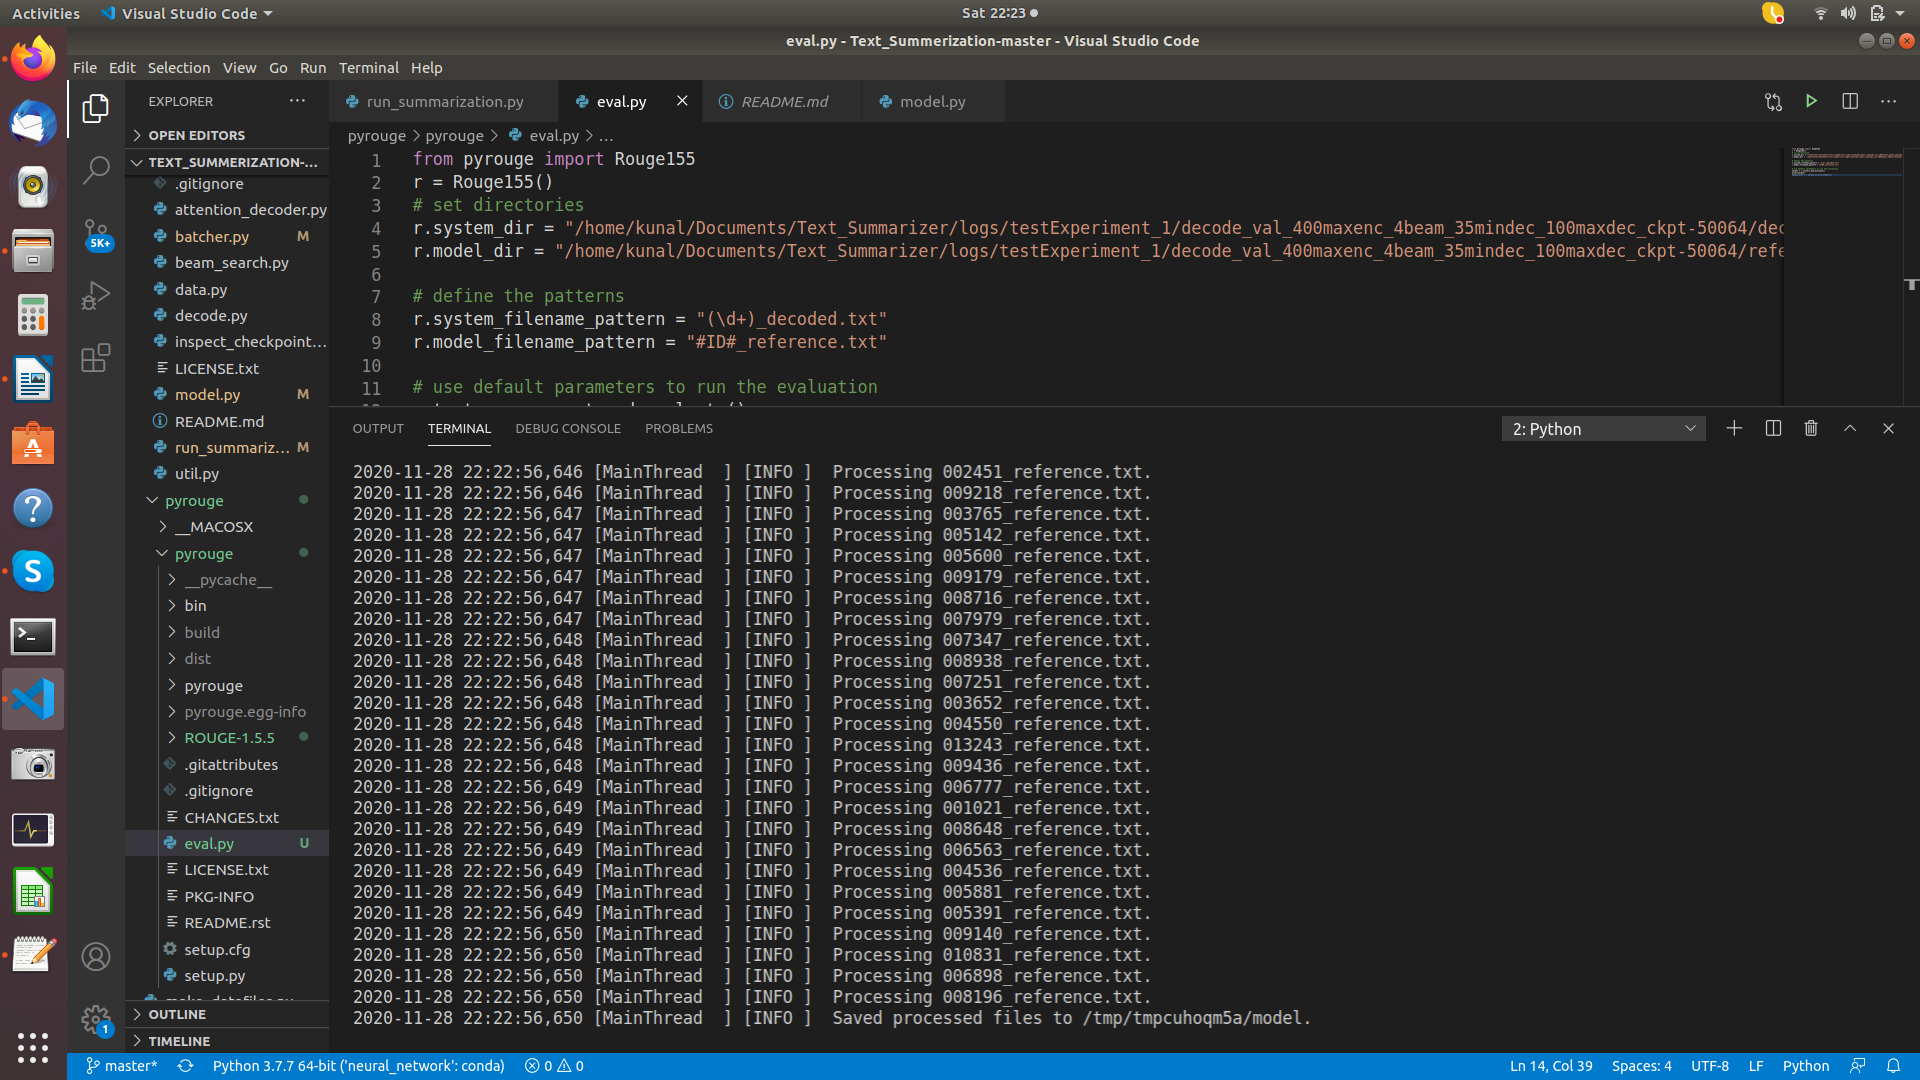 Activities
Visual Studio Code
Sat 22:23
eval.py - Text_Summerization-master - Visual Studio Code
File Edit Selection View Go Run Terminal Help
EXPLORER
OPEN EDITORS
TEXT_SUMMERIZATION-...
.gitignore
attention_decoder.py
batcher.py M
beam_search.py
data.py
decode.py
inspect_checkpoint...
LICENSE.txt
model.py M
README.md
run_summariz... M
util.py
pyrouge
__MACOSX
pyrouge
__pycache__
bin
build
dist
pyrouge
pyrouge.egg-info
ROUGE-1.5.5
.gitattributes
.gitignore
CHANGES.txt
eval.py U
LICENSE.txt
PKG-INFO
README.rst
setup.cfg
setup.py
OUTLINE
TIMELINE
5K+
1
run_summarization.py
eval.py
README.md
model.py
pyrouge > pyrouge > eval.py > ...
1 from pyrouge import Rouge155
2 r = Rouge155()
3 # set directories
4 r.system_dir = "/home/kunal/Documents/Text_Summarizer/logs/testExperiment_1/decode_val_400maxenc_4beam_35mindec_100maxdec_ckpt-50064/dec
5 r.model_dir = "/home/kunal/Documents/Text_Summarizer/logs/testExperiment_1/decode_val_400maxenc_4beam_35mindec_100maxdec_ckpt-50064/refe
6
7 # define the patterns
8 r.system_filename_pattern = "(\d+)_decoded.txt"
9 r.model_filename_pattern = "#ID#_reference.txt"
10
11 # use default parameters to run the evaluation
OUTPUT TERMINAL DEBUG CONSOLE PROBLEMS
2: Python
2020-11-28 22:22:56,646 [MainThread  ] [INFO ]  Processing 002451_reference.txt.
2020-11-28 22:22:56,646 [MainThread  ] [INFO ]  Processing 009218_reference.txt.
2020-11-28 22:22:56,647 [MainThread  ] [INFO ]  Processing 003765_reference.txt.
2020-11-28 22:22:56,647 [MainThread  ] [INFO ]  Processing 005142_reference.txt.
2020-11-28 22:22:56,647 [MainThread  ] [INFO ]  Processing 005600_reference.txt.
2020-11-28 22:22:56,647 [MainThread  ] [INFO ]  Processing 009179_reference.txt.
2020-11-28 22:22:56,647 [MainThread  ] [INFO ]  Processing 008716_reference.txt.
2020-11-28 22:22:56,647 [MainThread  ] [INFO ]  Processing 007979_reference.txt.
2020-11-28 22:22:56,648 [MainThread  ] [INFO ]  Processing 007347_reference.txt.
2020-11-28 22:22:56,648 [MainThread  ] [INFO ]  Processing 008938_reference.txt.
2020-11-28 22:22:56,648 [MainThread  ] [INFO ]  Processing 007251_reference.txt.
2020-11-28 22:22:56,648 [MainThread  ] [INFO ]  Processing 003652_reference.txt.
2020-11-28 22:22:56,648 [MainThread  ] [INFO ]  Processing 004550_reference.txt.
2020-11-28 22:22:56,648 [MainThread  ] [INFO ]  Processing 013243_reference.txt.
2020-11-28 22:22:56,648 [MainThread  ] [INFO ]  Processing 009436_reference.txt.
2020-11-28 22:22:56,649 [MainThread  ] [INFO ]  Processing 006777_reference.txt.
2020-11-28 22:22:56,649 [MainThread  ] [INFO ]  Processing 001021_reference.txt.
2020-11-28 22:22:56,649 [MainThread  ] [INFO ]  Processing 008648_reference.txt.
2020-11-28 22:22:56,649 [MainThread  ] [INFO ]  Processing 006563_reference.txt.
2020-11-28 22:22:56,649 [MainThread  ] [INFO ]  Processing 004536_reference.txt.
2020-11-28 22:22:56,649 [MainThread  ] [INFO ]  Processing 005881_reference.txt.
2020-11-28 22:22:56,649 [MainThread  ] [INFO ]  Processing 005391_reference.txt.
2020-11-28 22:22:56,650 [MainThread  ] [INFO ]  Processing 009140_reference.txt.
2020-11-28 22:22:56,650 [MainThread  ] [INFO ]  Processing 010831_reference.txt.
2020-11-28 22:22:56,650 [MainThread  ] [INFO ]  Processing 006898_reference.txt.
2020-11-28 22:22:56,650 [MainThread  ] [INFO ]  Processing 008196_reference.txt.
2020-11-28 22:22:56,650 [MainThread  ] [INFO ]  Saved processed files to /tmp/tmpcuhoqm5a/model.
master* Python 3.7.7 64-bit ('neural_network': conda) 0 0
Ln 14, Col 39 Spaces: 4 UTF-8 LF Python